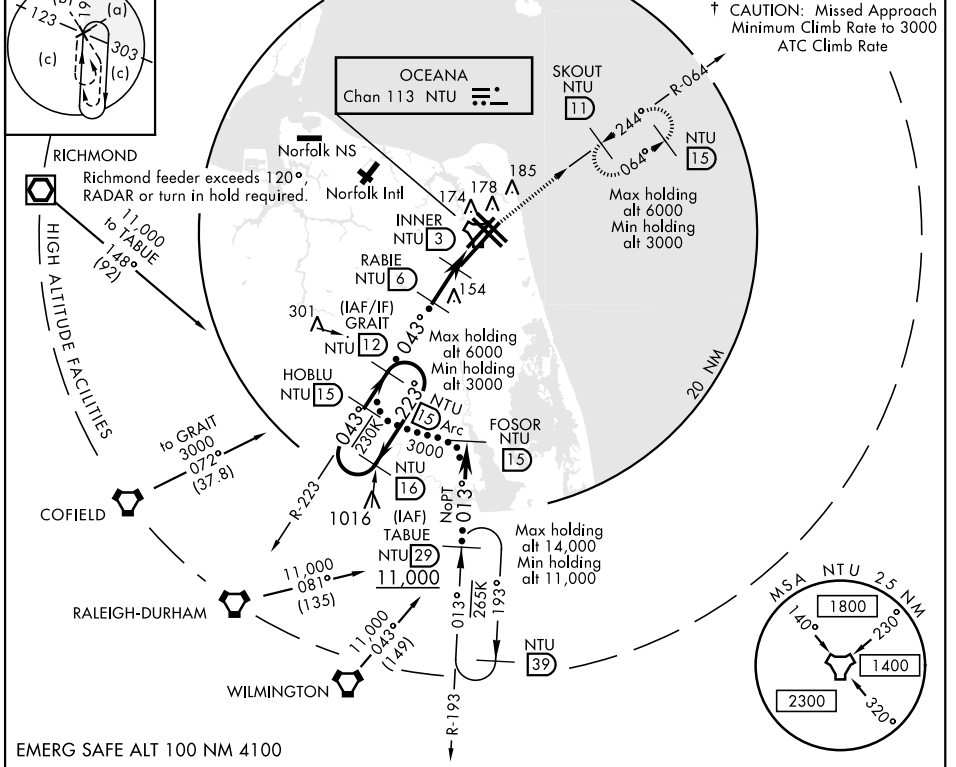 (a)
123
303
(c)
(c)
† CAUTION: Missed Approach
Minimum Climb Rate to 3000
ATC Climb Rate
OCEANA
Chan 113 NTU
SKOUT
NTU
11
R-064
244°
064°
NTU
15
Max holding
alt 6000
Min holding
alt 3000
RICHMOND
Richmond feeder exceeds 120°,
RADAR or turn in hold required.
11,000
to TABUE
148°
(92)
HIGH ALTITUDE FACILITIES
Norfolk NS
Norfolk Intl
174
178
185
INNER
NTU 3
RABIE
NTU 6
154
301
(IAF/IF)
GRAIT
NTU 12
043°
Max holding
alt 6000
Min holding
alt 3000
HOBLU
NTU 15
043°
230K
223°
NTU
15
Arc
3000
FOSOR
NTU
15
20 NM
to GRAIT
3000
072°
(37.8)
COFIELD
R-223
1016
NTU
16
NoPT
013°
(IAF)
TABUE
NTU 29
11,000
Max holding
alt 14,000
Min holding
alt 11,000
11,000
081°
(135)
RALEIGH-DURHAM
11,000
043°
(149)
WILMINGTON
013°
265K
193°
NTU
39
R-193
MSA NTU 25 NM
1800
140°
230°
1400
2300
320°
EMERG SAFE ALT 100 NM 4100